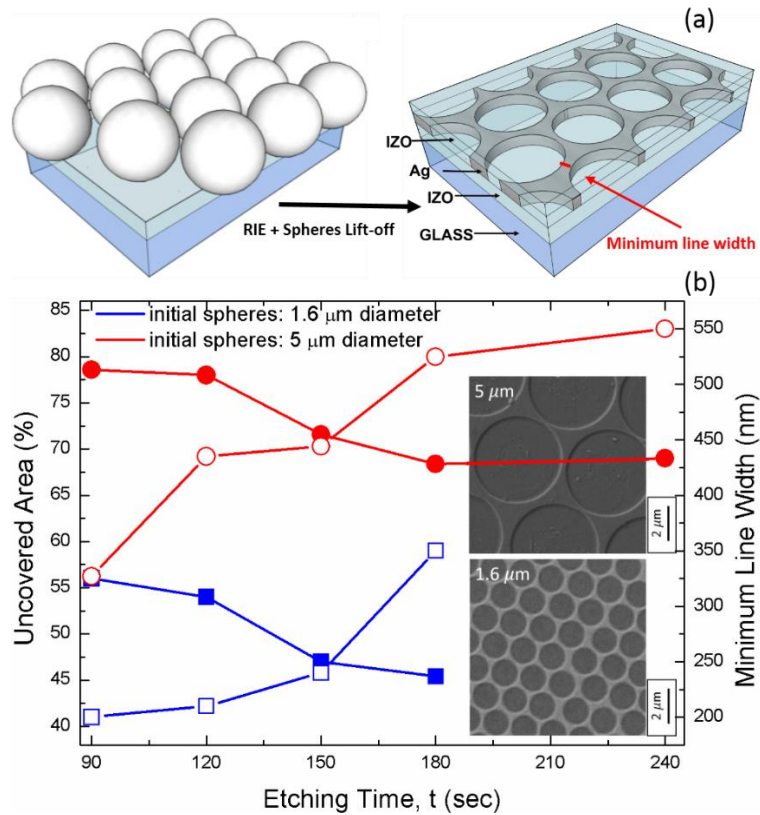 (a)
IZO
Ag
IZO
GLASS
RIE + Spheres Lift-off
Minimum line width
(b)
initial spheres: 1.6 μm diameter
initial spheres: 5 μm diameter
Uncovered Area (%)
85
80
75
70
65
60
55
50
45
40
5 μm
2 μm
1.6 μm
2 μm
550
500
450
400
350
300
250
200
Minimum Line Width (nm)
90
120
150
180
210
240
Etching Time, t (sec)